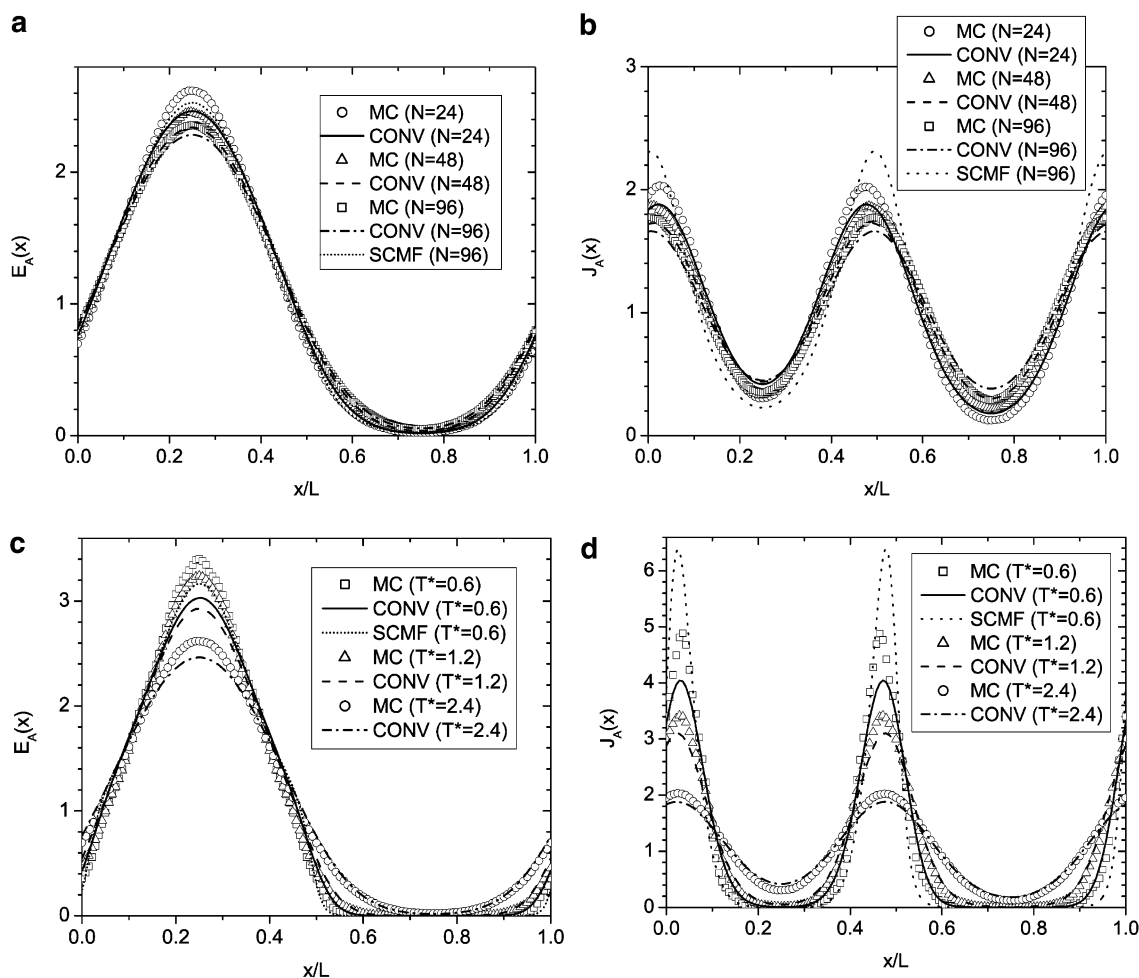 a
E_A(x)
2
1
0
0.0 0.2 0.4 0.6 0.8 1.0
x/L
MC (N=24)
CONV (N=24)
MC (N=48)
CONV (N=48)
MC (N=96)
CONV (N=96)
SCMF (N=96)
b
J_A(x)
3
2
1
0
0.0 0.2 0.4 0.6 0.8 1.0
x/L
MC (N=24)
CONV (N=24)
MC (N=48)
CONV (N=48)
MC (N=96)
CONV (N=96)
SCMF (N=96)
c
E_A(x)
3
2
1
0
0.0 0.2 0.4 0.6 0.8 1.0
x/L
MC (T*=0.6)
CONV (T*=0.6)
SCMF (T*=0.6)
MC (T*=1.2)
CONV (T*=1.2)
MC (T*=2.4)
CONV (T*=2.4)
d
J_A(x)
6
5
4
3
2
1
0
0.0 0.2 0.4 0.6 0.8 1.0
x/L
MC (T*=0.6)
CONV (T*=0.6)
SCMF (T*=0.6)
MC (T*=1.2)
CONV (T*=1.2)
MC (T*=2.4)
CONV (T*=2.4)